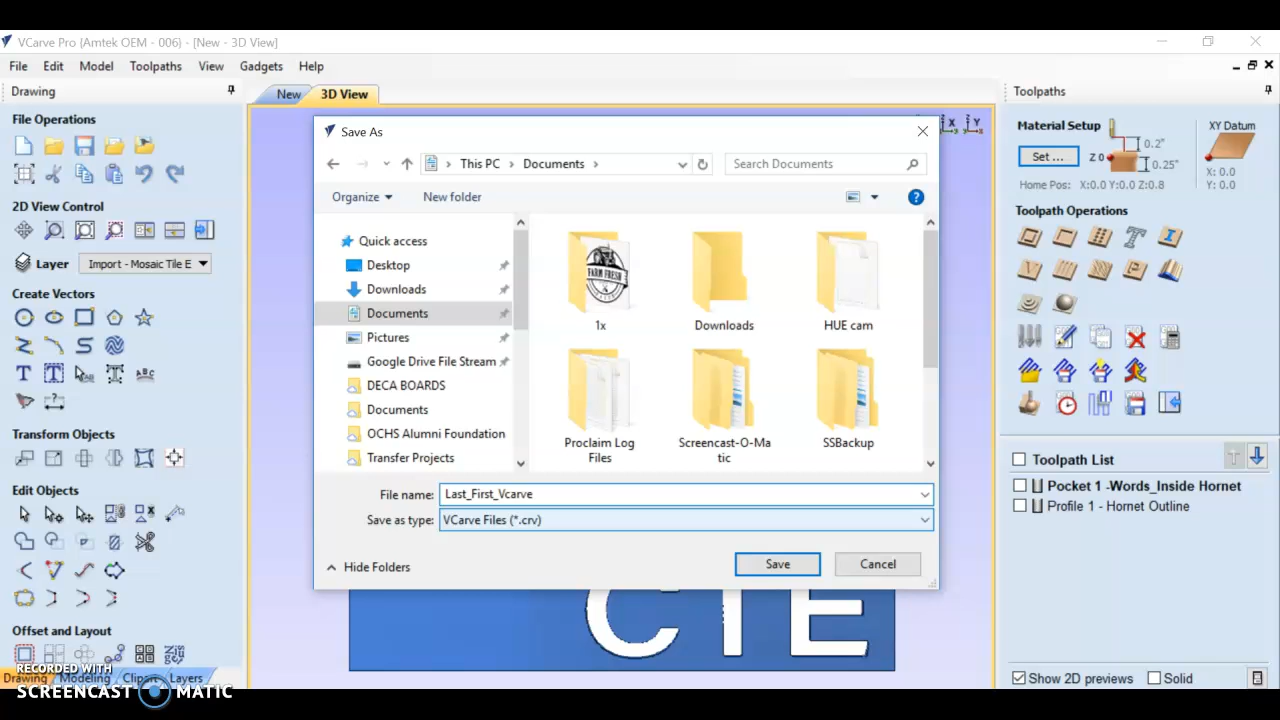 VCarve Pro (Amtek OEM - 006) - [New - 3D View]
File Edit Model Toolpaths View Gadgets Help
Drawing
File Operations
2D View Control
Layer Import - Mosaic Tile E
Create Vectors
Transform Objects
Edit Objects
Offset and Layout
Drawing Modeling Clipart Layers
RECORDED WITH
SCREENCAST MATIC
New 3D View
X Y
Save As
This PC Documents
Search Documents
Organize New folder
Quick access
Desktop
Downloads
Documents
Pictures
Google Drive File Stream
DECA BOARDS
Documents
OCHS Alumni Foundation
Transfer Projects
FARM FRESH
1x Downloads HUE cam
Proclaim Log Files
Screencast-O-Matic
SSBackup
File name: Last_First_Vcarve
Save as type: VCarve Files (*.crv)
Hide Folders
Save Cancel
CTE
Toolpaths
Material Setup
Set ...
Z 0
0.2"
0.25"
XY Datum
X: 0.0
Y: 0.0
Home Pos: X:0.0 Y:0.0 Z:0.8
Toolpath Operations
Toolpath List
Pocket 1 -Words_Inside Hornet
Profile 1 - Hornet Outline
Show 2D previews Solid